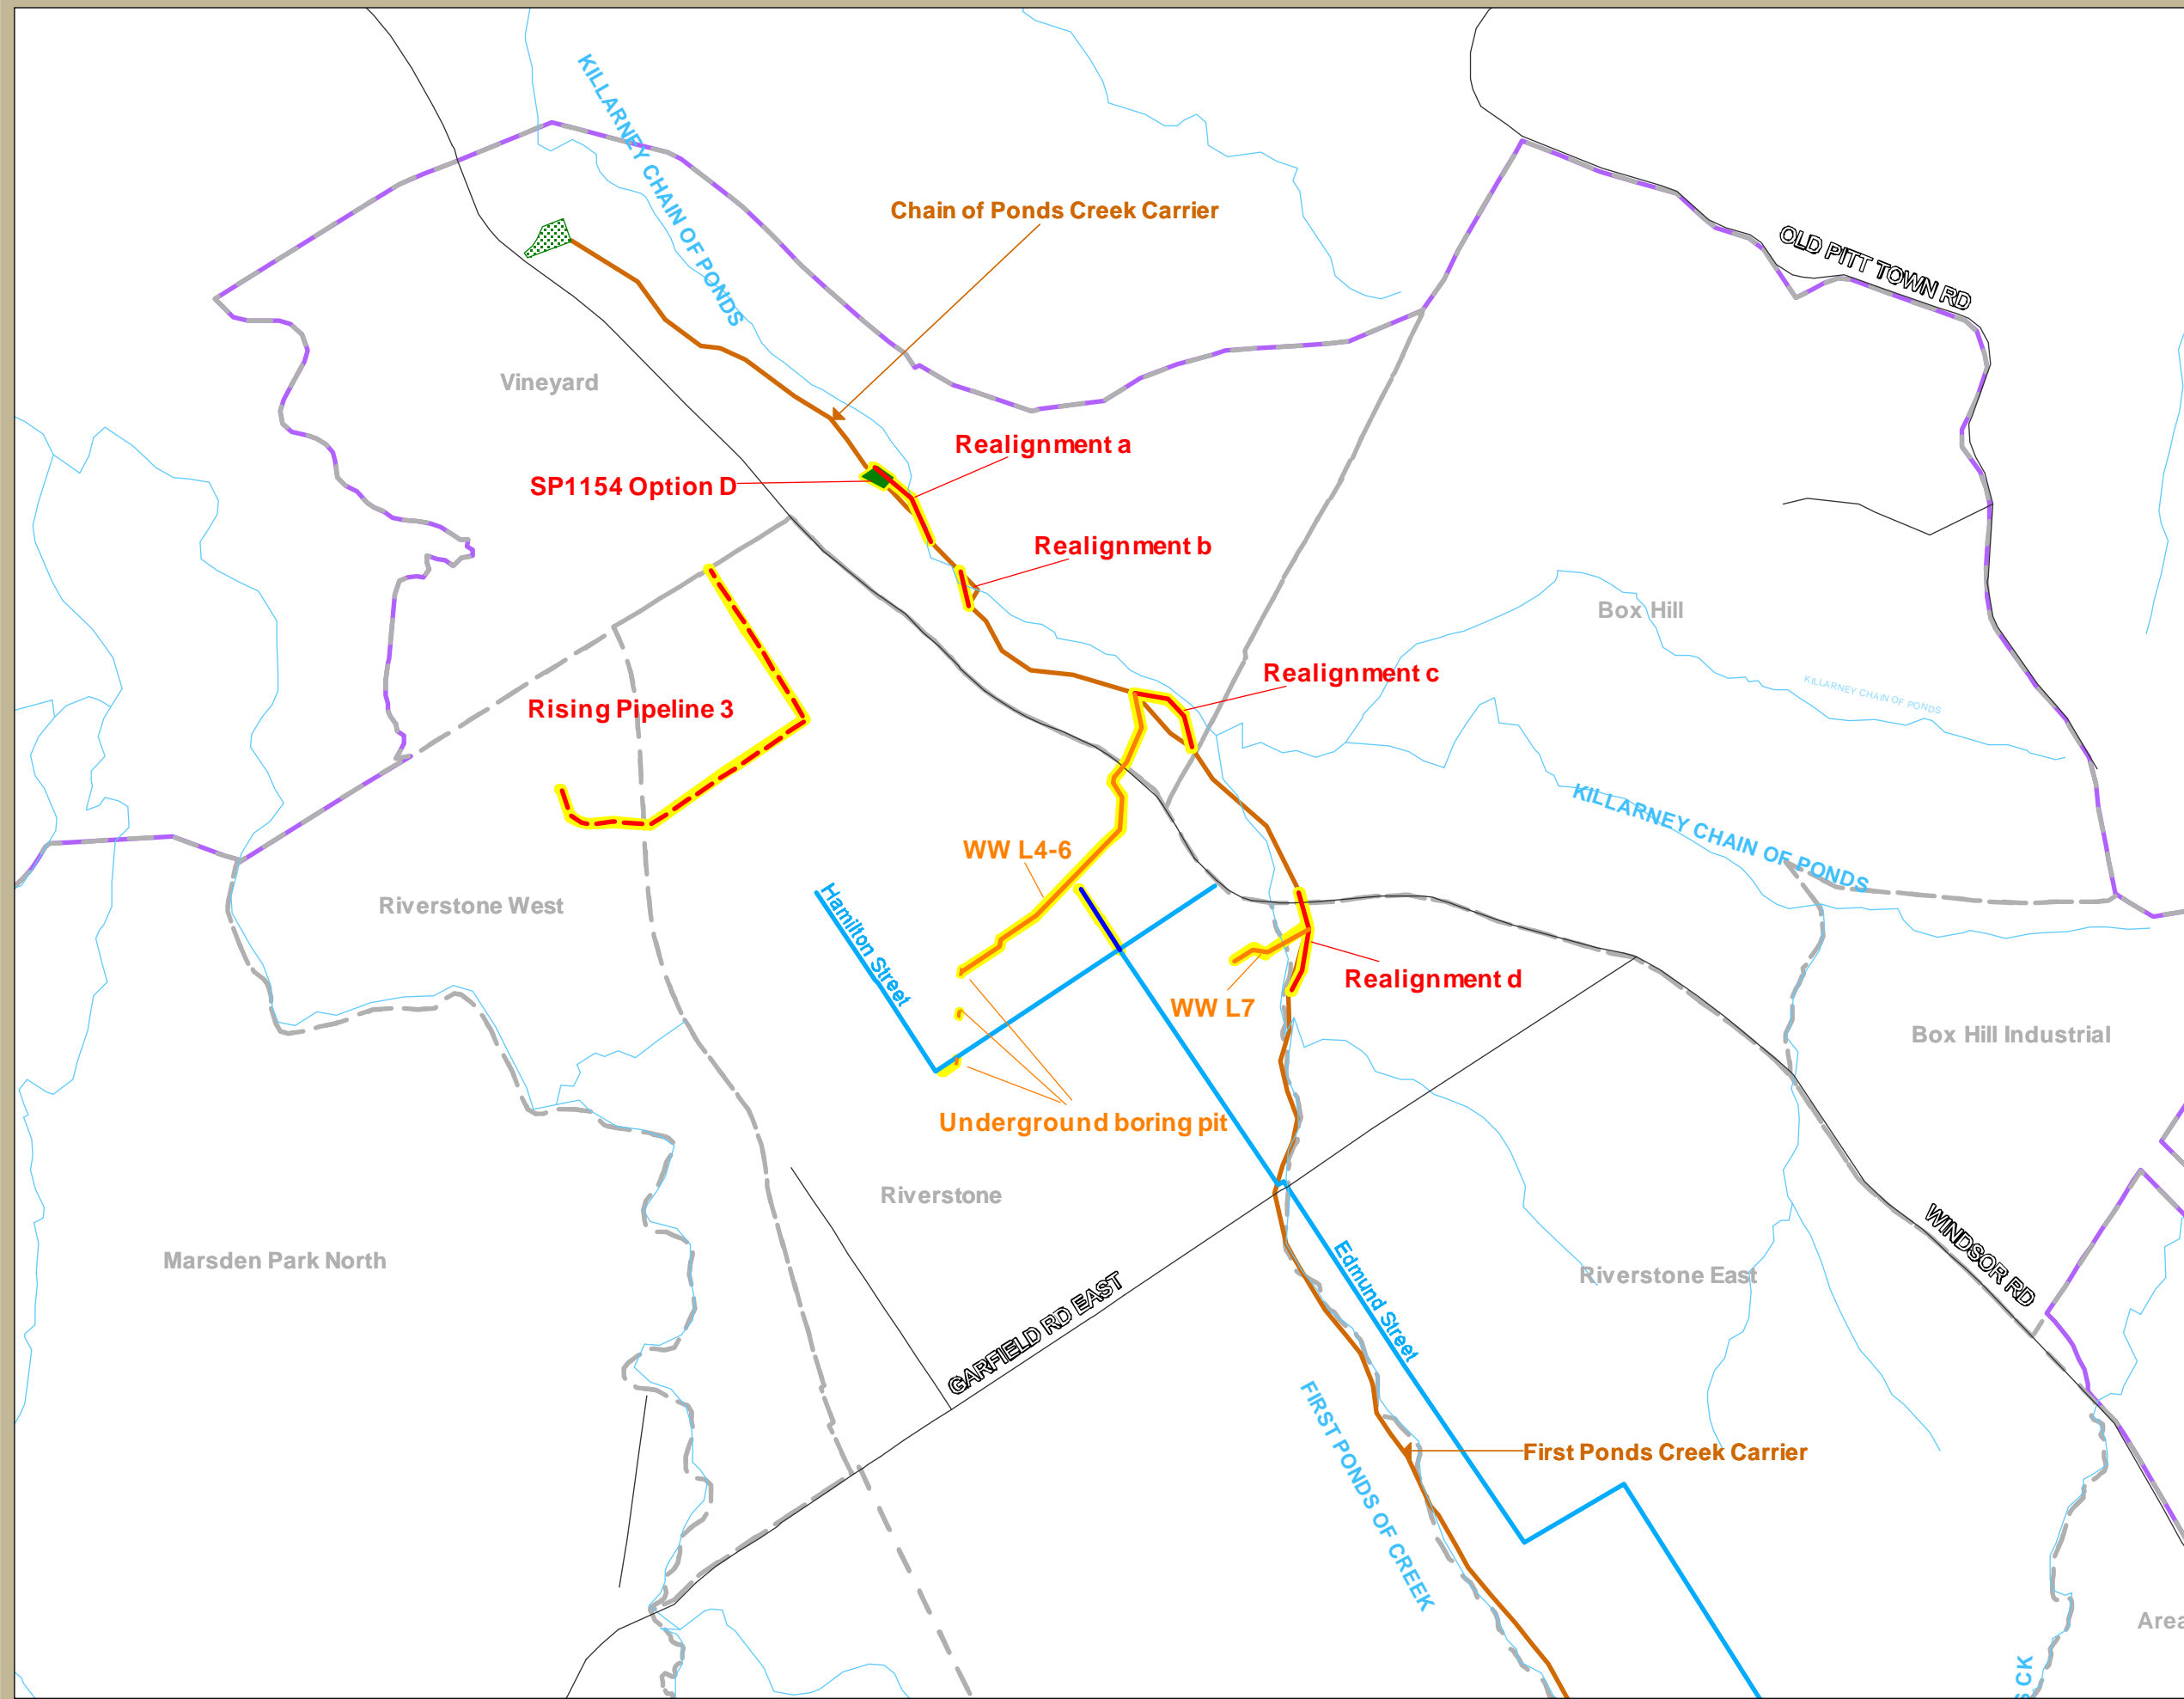 KILLARNEY CHAIN OF PONDS
Chain of Ponds Creek Carrier
OLD PITT TOWN RD
Vineyard
Realignment a
SP1154 Option D
Realignment b
Box Hill
Realignment c
KILLARNEY CHAIN OF PONDS
Rising Pipeline 3
KILLARNEY CHAIN OF PONDS
WW L4-6
Hamilton Street
Riverstone West
Realignment d
WW L7
Box Hill Industrial
Underground boring pit
Riverstone
Marsden Park North
WINDSOR RD
Edmund Street
Riverstone East
GARFIELD RD EAST
First Ponds Creek Carrier
FIRST PONDS OF CREEK
Area
CK